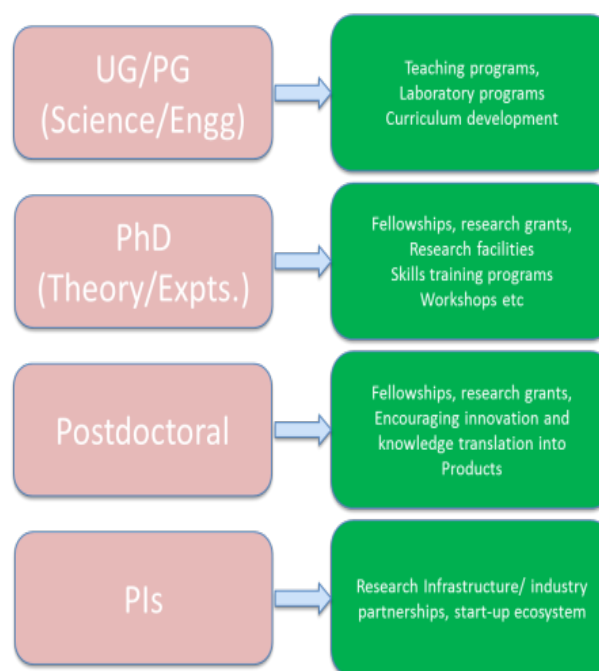 UG/PG
(Science/Engg)
Teaching programs,
Laboratory programs
Curriculum development
PhD
(Theory/Expts.)
Fellowships, research grants,
Research facilities
Skills training programs
Workshops etc
Postdoctoral
Fellowships, research grants,
Encouraging innovation and
knowledge translation into
Products
PIs
Research Infrastructure/ industry
partnerships, start-up ecosystem